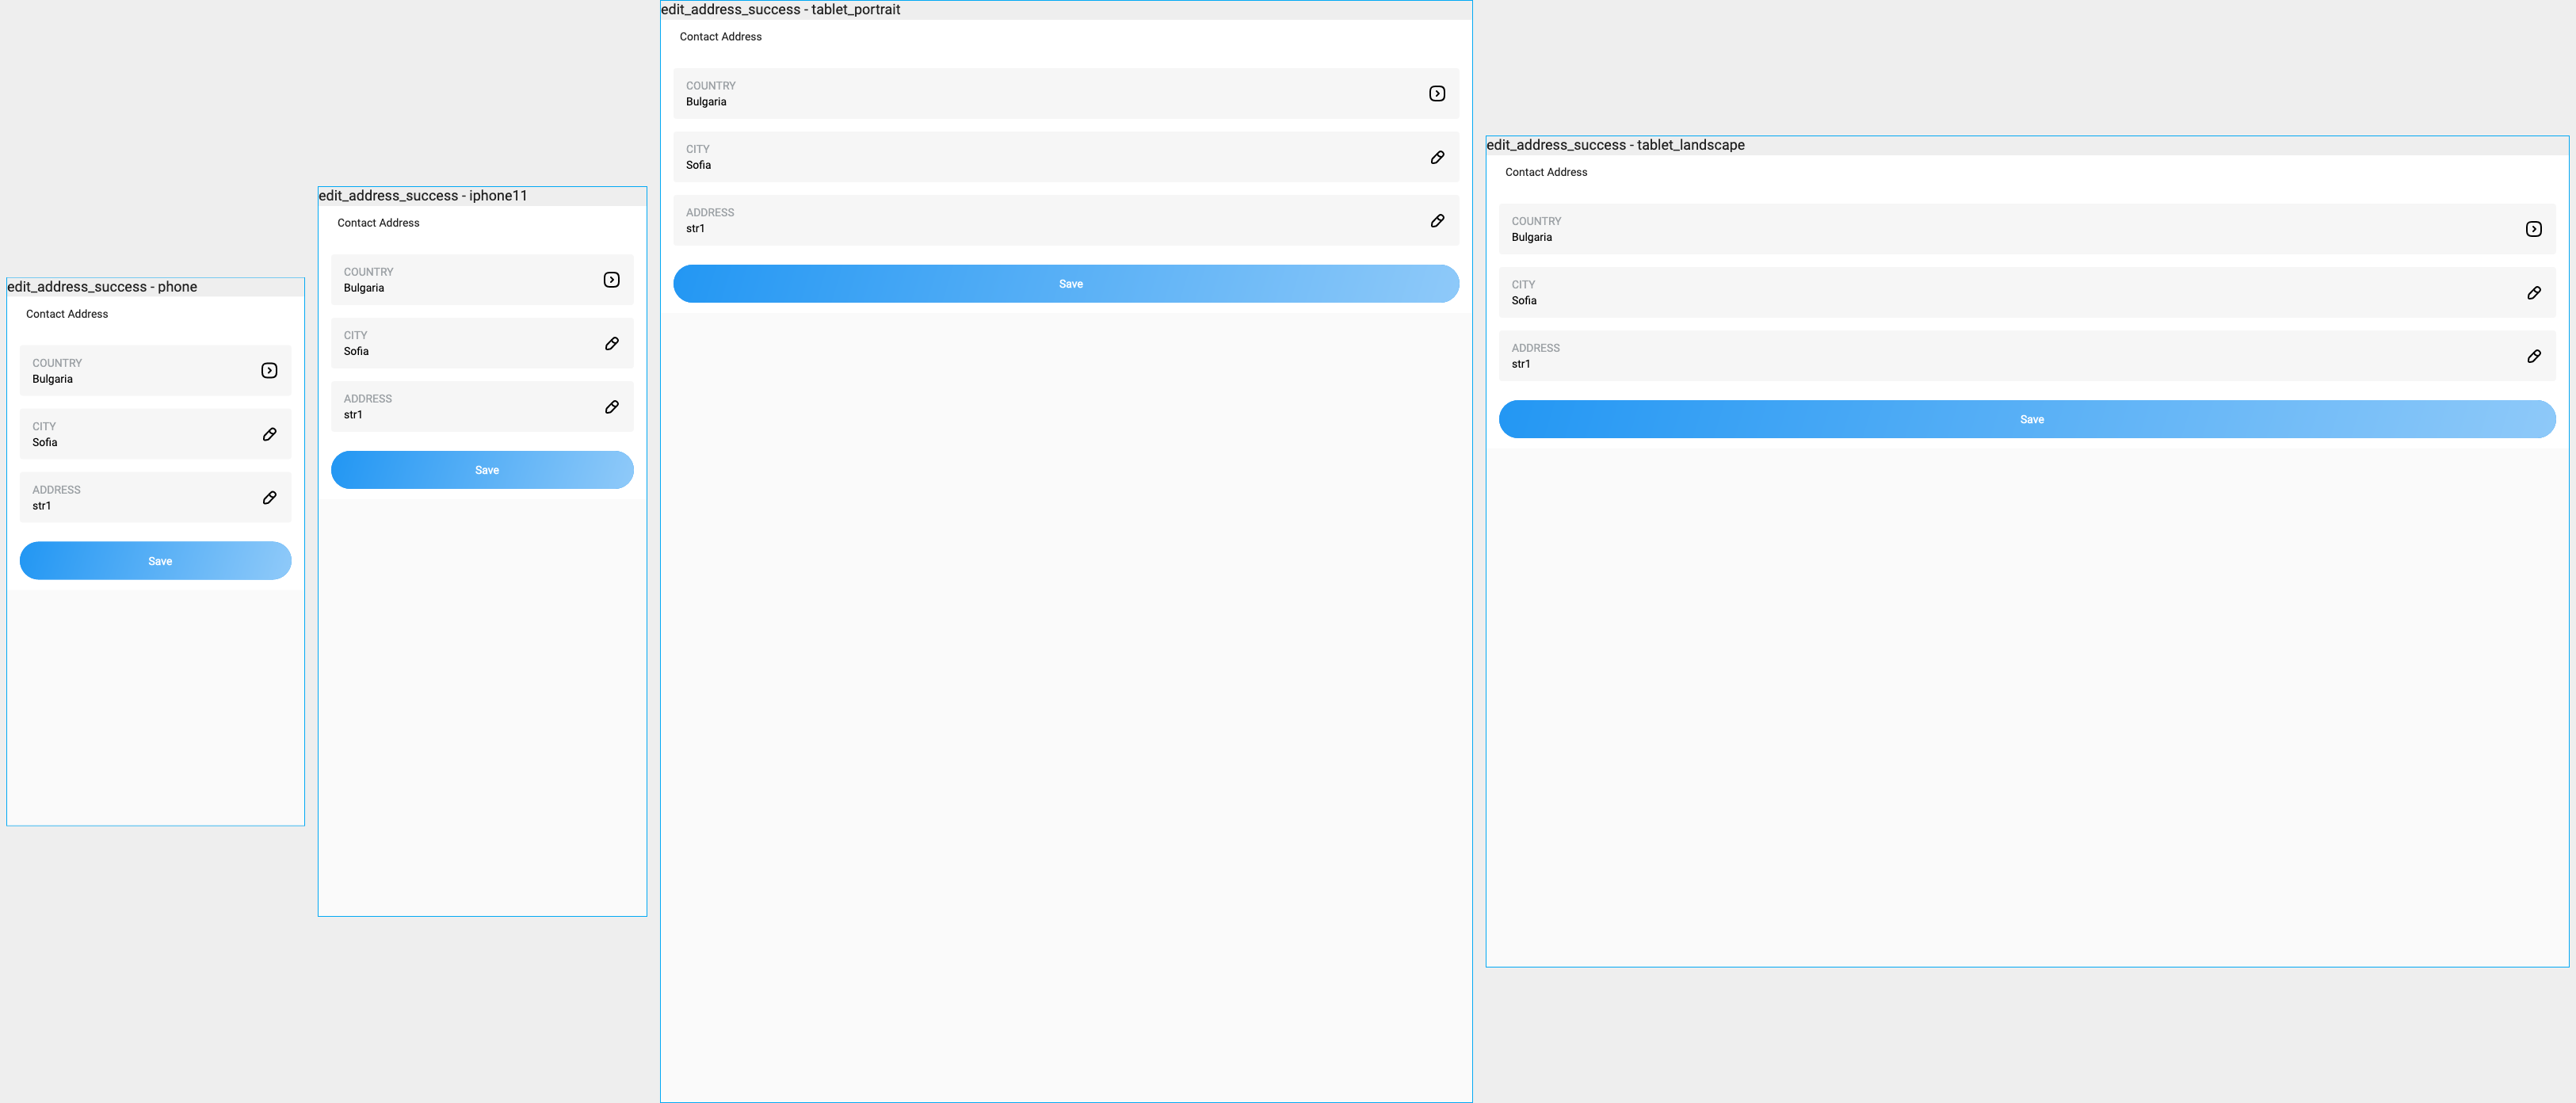 edit_address_success - phone
Contact Address
COUNTRY
Bulgaria
CITY
Sofia
ADDRESS
str1
Save
edit_address_success - iphone11
Contact Address
COUNTRY
Bulgaria
CITY
Sofia
ADDRESS
str1
Save
edit_address_success - tablet_portrait
Contact Address
COUNTRY
Bulgaria
CITY
Sofia
ADDRESS
str1
Save
edit_address_success - tablet_landscape
Contact Address
COUNTRY
Bulgaria
CITY
Sofia
ADDRESS
str1
Save